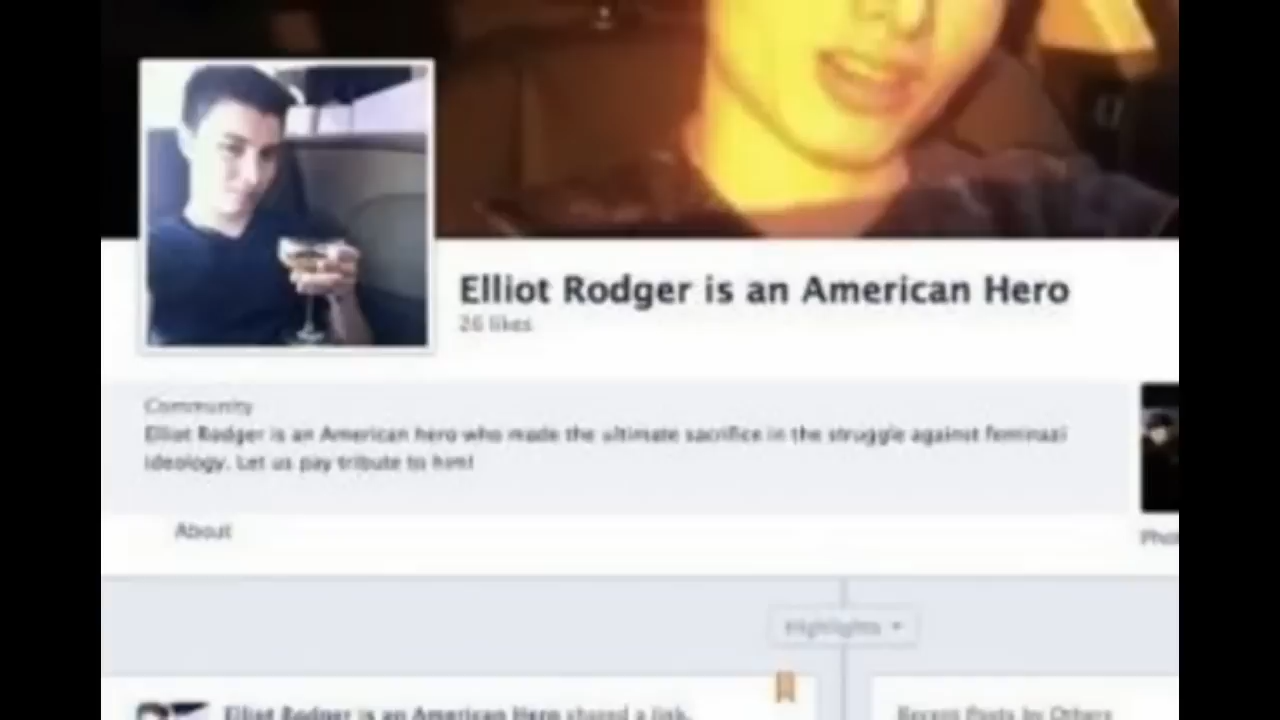 Elliot Rodger is an American Hero
26 likes
Community
Elliot Rodger is an American hero who made the ultimate sacrifice in the struggle against feminazi
ideology. Let us pay tribute to him!
About
Highlights
Elliot Rodger is an American Hero shared a link.
Recent Posts by Others